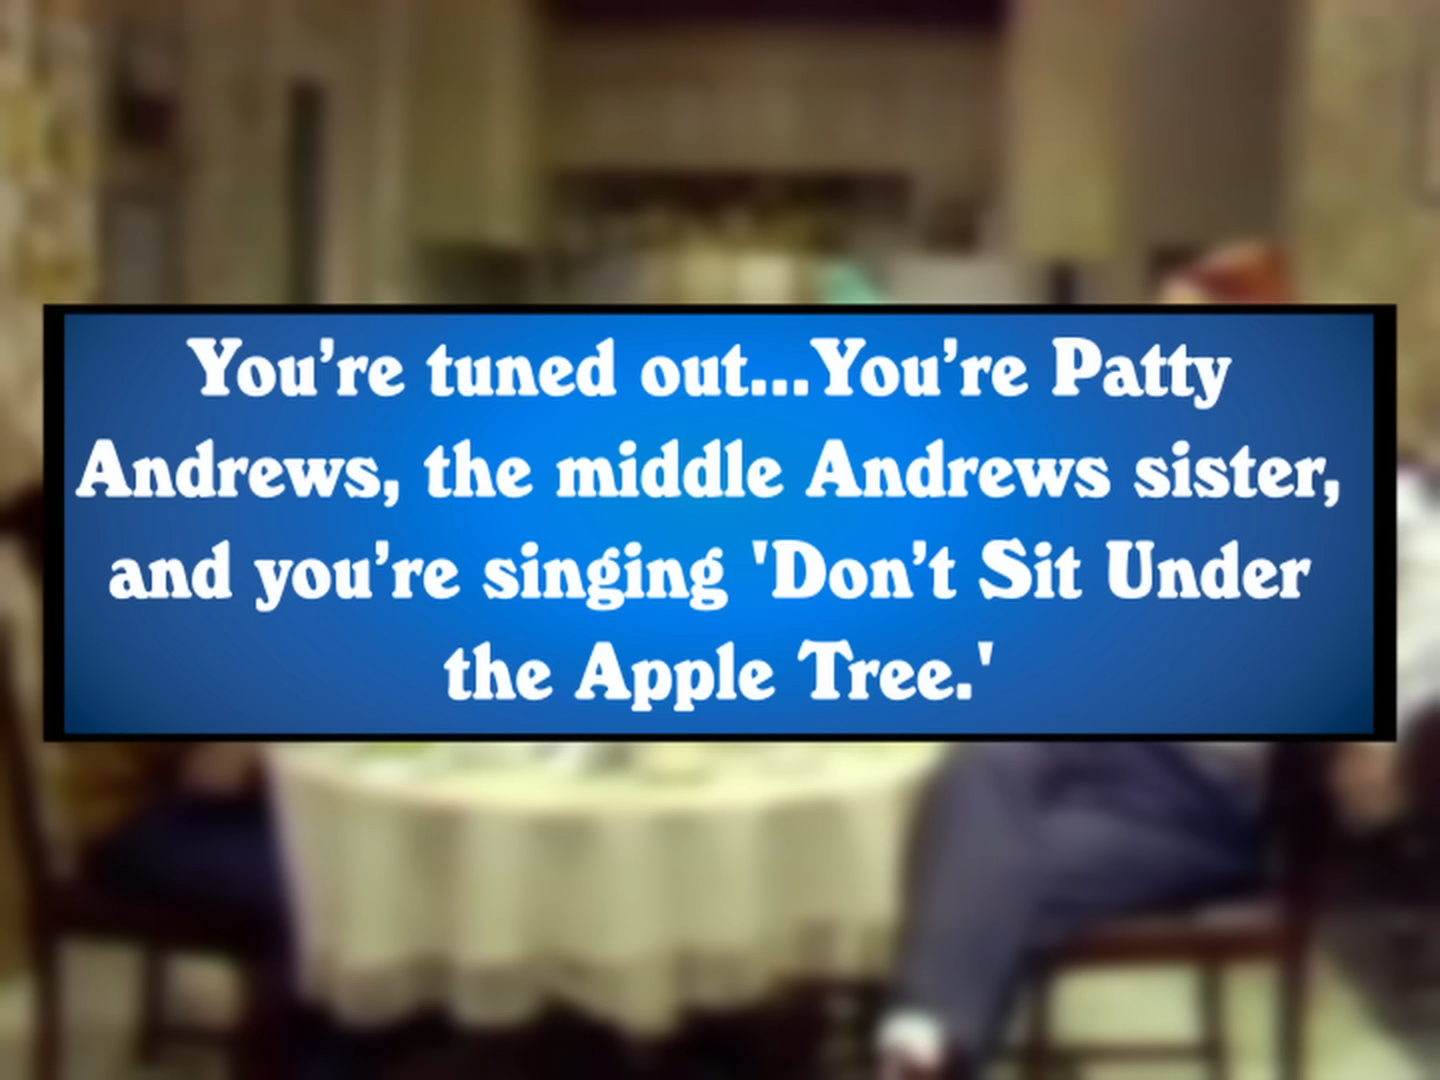 You’re tuned out...You’re Patty
Andrews, the middle Andrews sister,
and you’re singing 'Don’t Sit Under
the Apple Tree.'